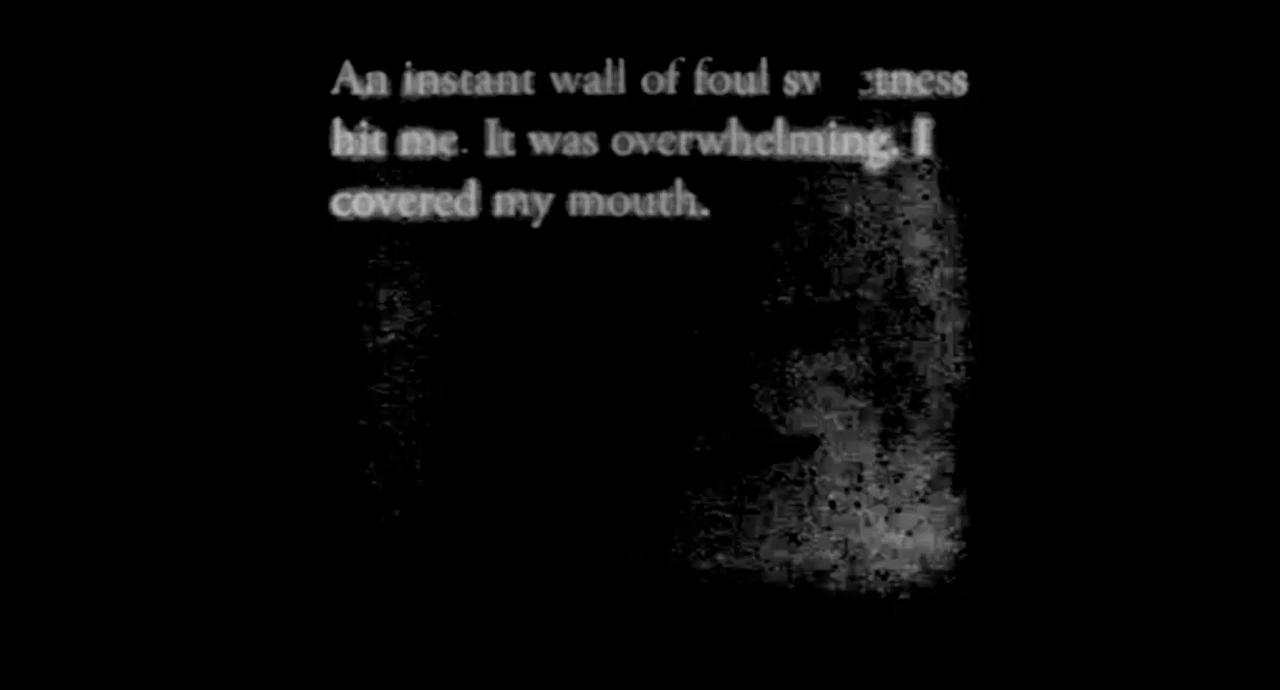 An instant wall of foul
hit me. It was overwhelming. I
covered my mouth.